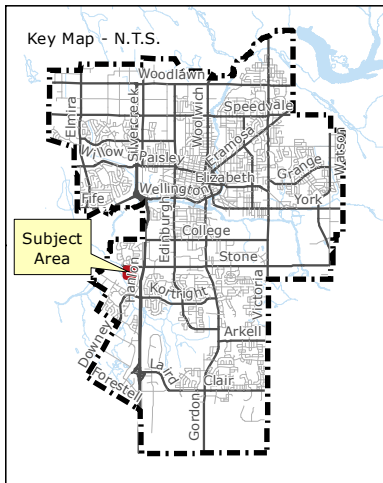 Key Map - N.T.S.
Woodlawn
Elmira
Silvercreek
Woolwich
Speedvale
Eramosa
Watson
Willow
Paisley
Grange
Elizabeth
Wellington
Fife
York
Edinburgh
College
Subject
Area
Hanlon
Stone
Kortright
Victoria
Downey
Arkell
Laird
Forestell
Clair
Gordon